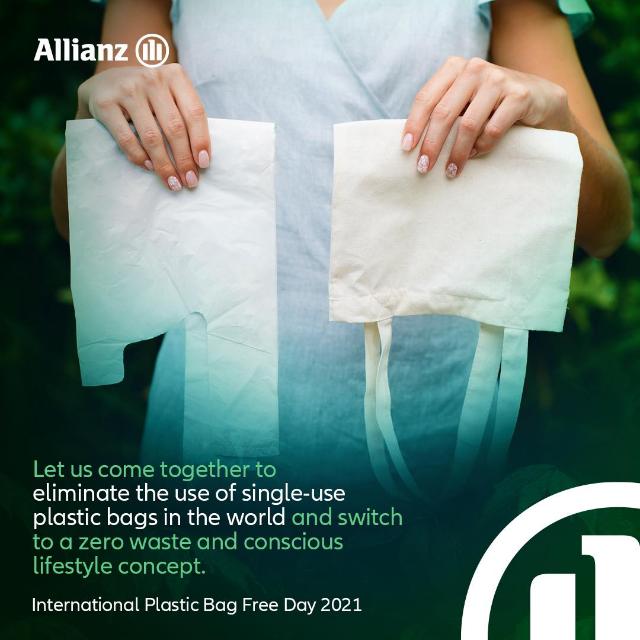 Allianz
Let us come together to
eliminate the use of single-use
plastic bags in the world and switch
to a zero waste and conscious
lifestyle concept.
International Plastic Bag Free Day 2021